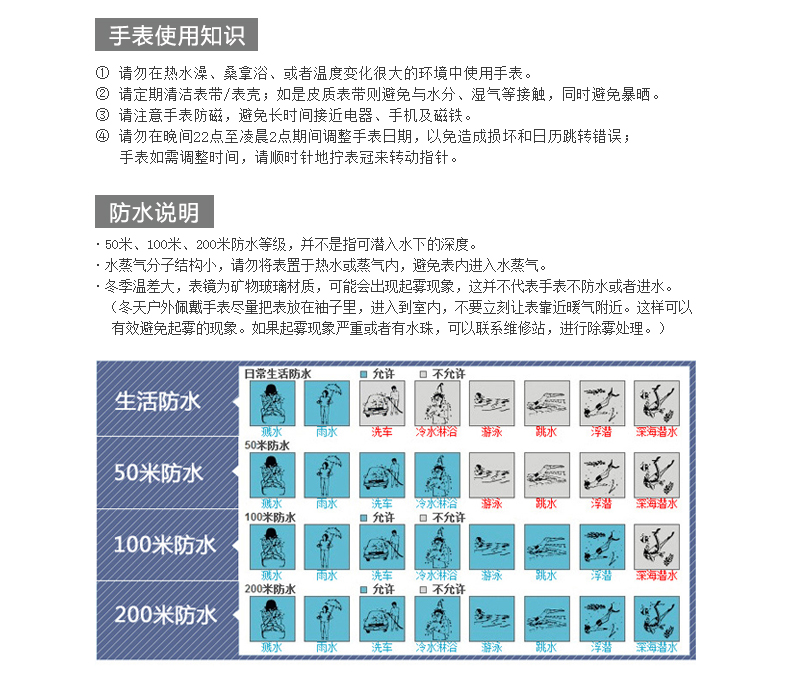 手表使用知识
① 请勿在热水澡、桑拿浴、或者温度变化很大的环境中使用手表。
② 请定期清洁表带/表壳；如是皮质表带则避免与水分、湿气等接触，同时避免暴晒。
③ 请注意手表防磁，避免长时间接近电器、手机及磁铁。
④ 请勿在晚间22点至凌晨2点期间调整手表日期，以免造成损坏和日历跳转错误；
手表如需调整时间，请顺时针地拧表冠来转动指针。
防水说明
·50米、100米、200米防水等级，并不是指可潜入水下的深度。
·水蒸气分子结构小，请勿将表置于热水或蒸气内，避免表内进入水蒸气。
·冬季温差大，表镜为矿物玻璃材质，可能会出现起雾现象，这并不代表手表不防水或者进水。
（冬天户外佩戴手表尽量把表放在袖子里，进入到室内，不要立刻让表靠近暖气附近。这样可以
有效避免起雾的现象。如果起雾现象严重或者有水珠，可以联系维修站，进行除雾处理。）
生活防水
日常生活防水 允许 不允许
溅水 雨水 洗车 冷水淋浴 游泳 跳水 浮潜 深海潜水
50米防水
50米防水
溅水 雨水 洗车 冷水淋浴 游泳 跳水 浮潜 深海潜水
100米防水
100米防水 允许 不允许
溅水 雨水 洗车 冷水淋浴 游泳 跳水 浮潜 深海潜水
200米防水
200米防水 允许 不允许
溅水 雨水 洗车 冷水淋浴 游泳 跳水 浮潜 深海潜水